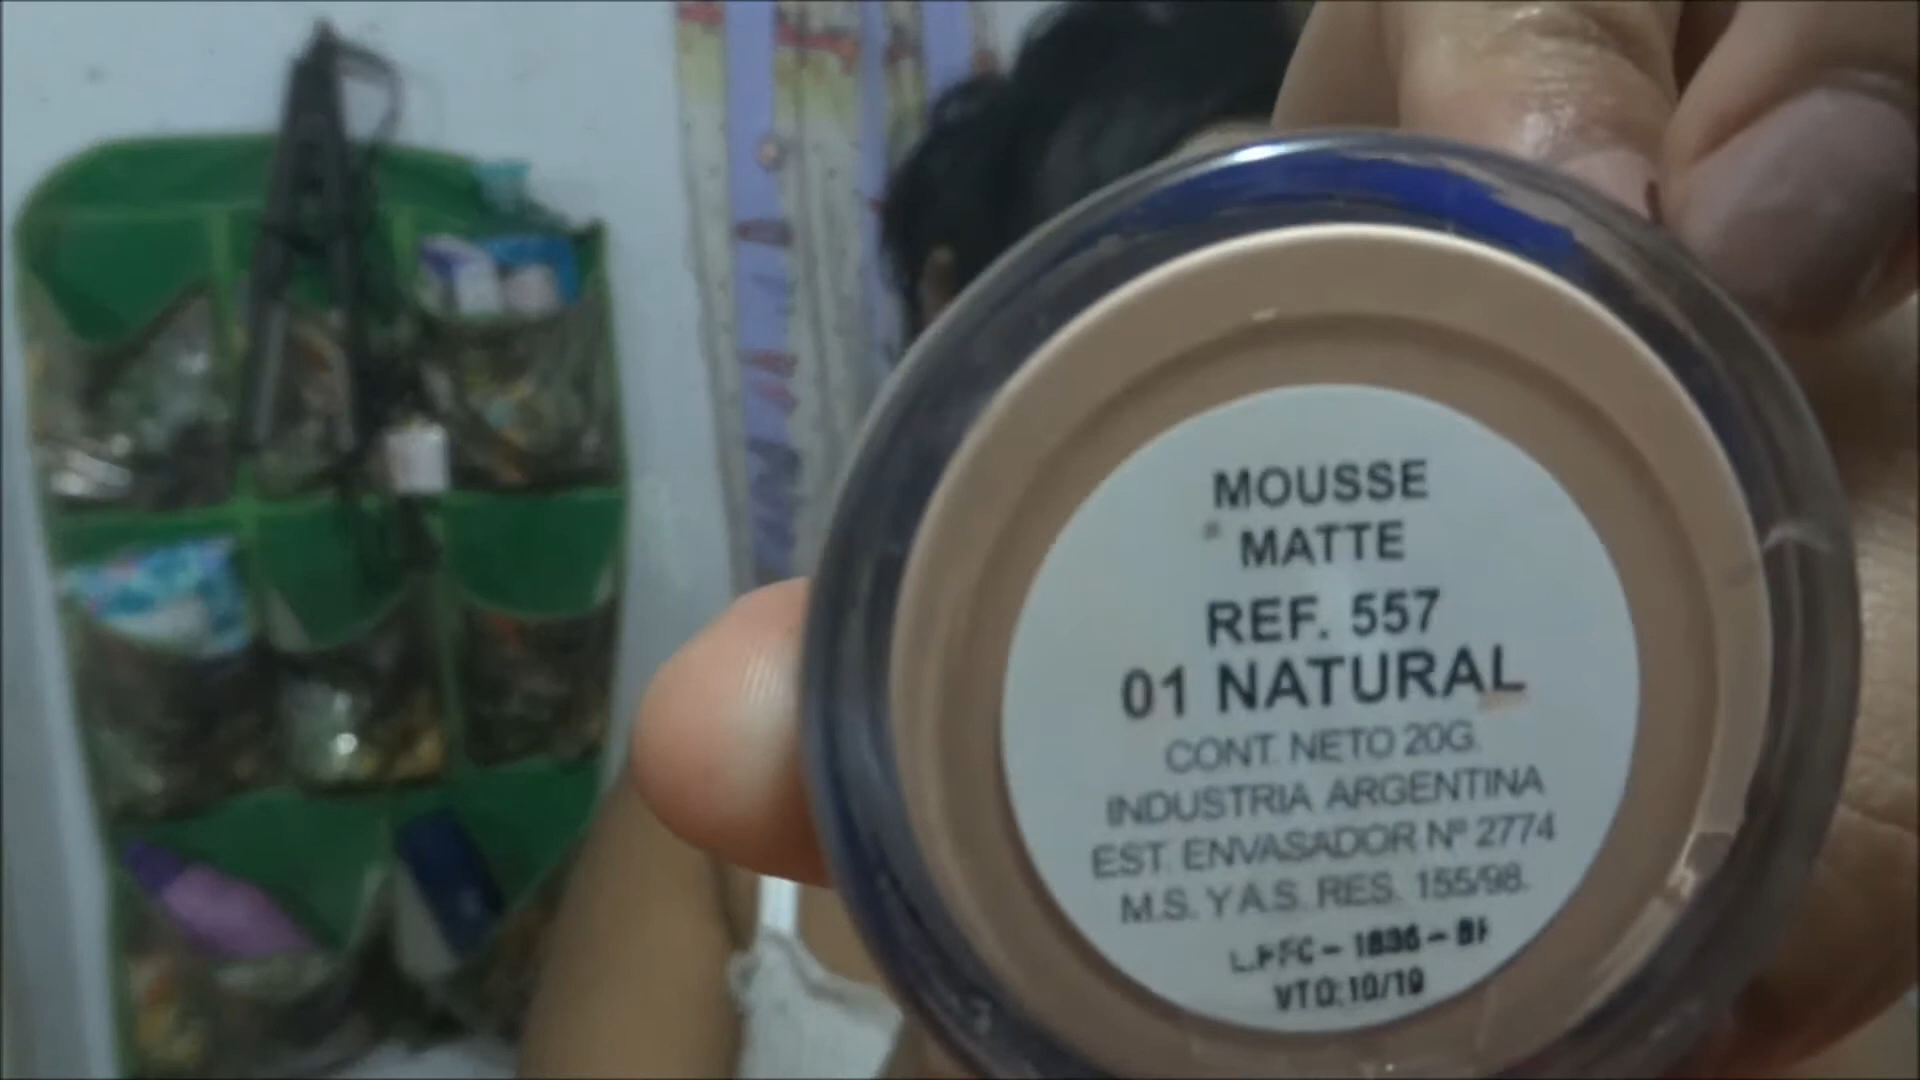 MOUSSE
MATTE
REF. 557
01 NATURAL
CONT. NETO 20G.
INDUSTRIA ARGENTINA
EST. ENVASADOR Nº 2774
M.S. Y A.S. RES. 155/98.
VTO:10/19